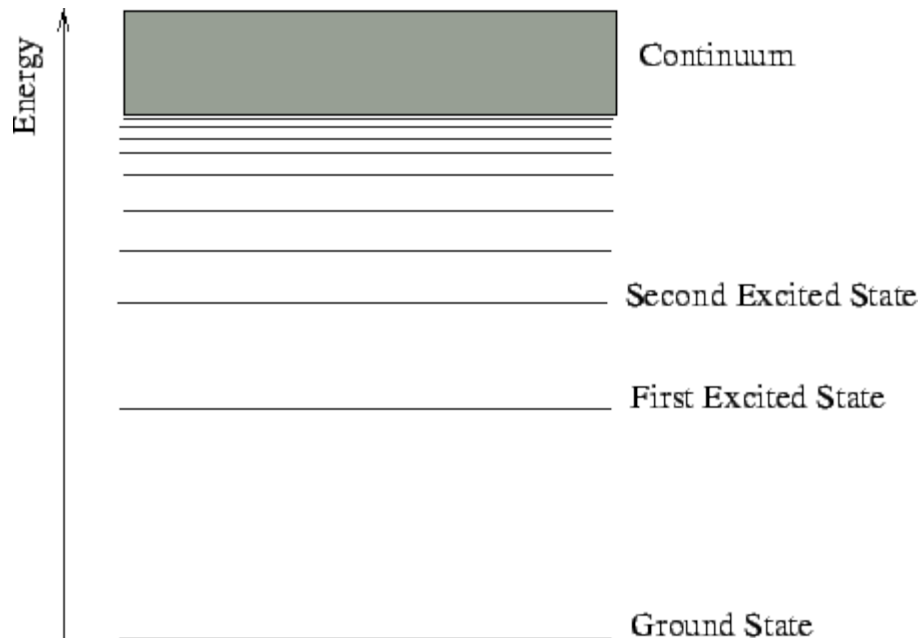 Energy
Continuum
Second Excited State
First Excited State
Ground State